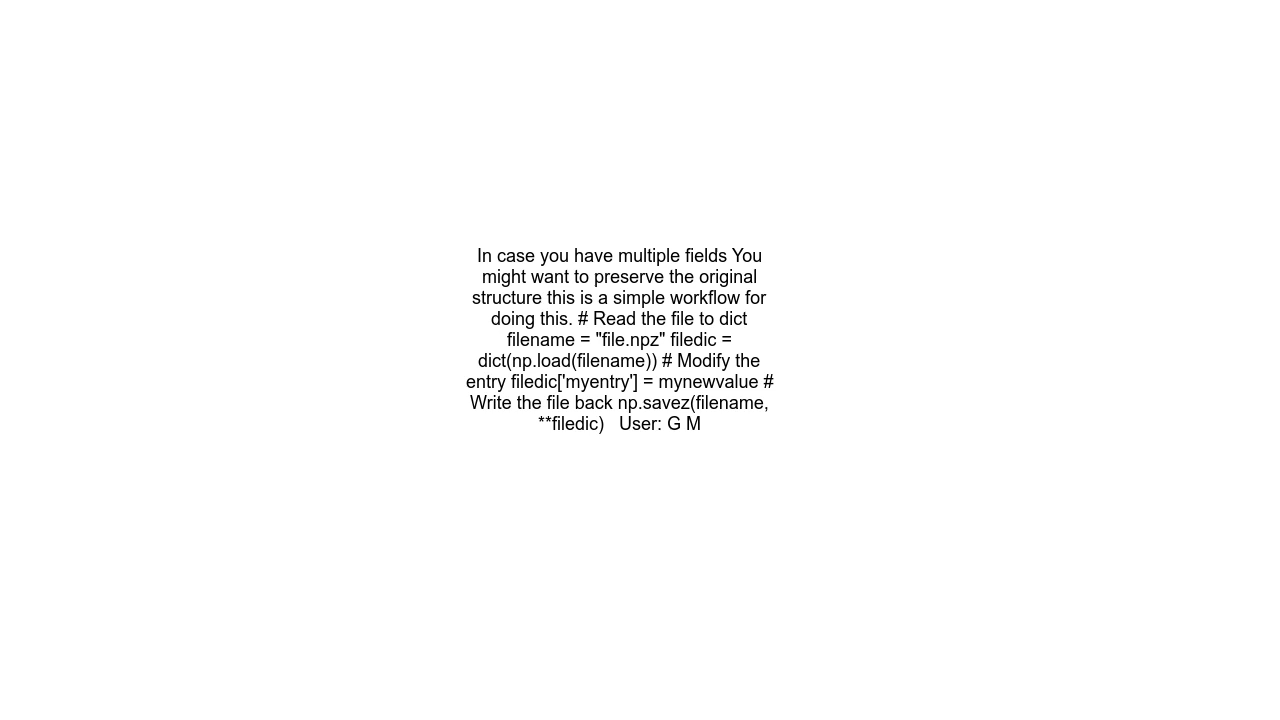 In case you have multiple fields You
might want to preserve the original
structure this is a simple workflow for
doing this. # Read the file to dict
filename = "file.npz" filedic =
dict(np.load(filename)) # Modify the
entry filedic['myentry'] = mynewvalue #
Write the file back np.savez(filename,
**filedic)   User: G M